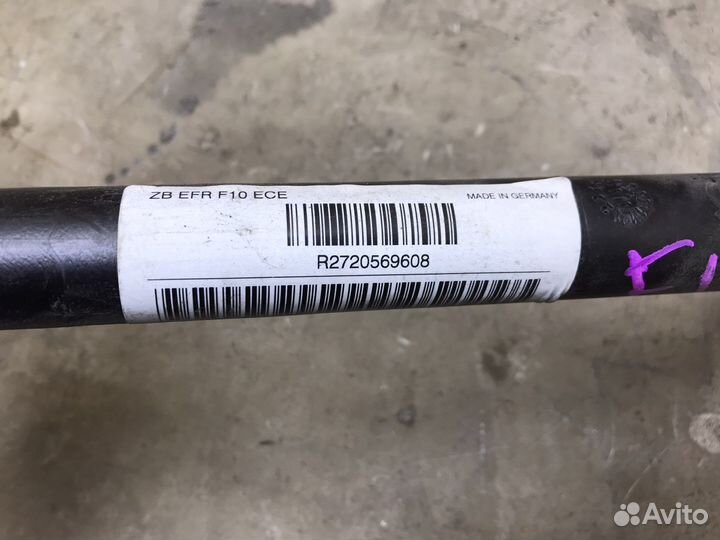 ZB EFR F10 ECE
MADE IN GERMANY
R2720569608
Avito